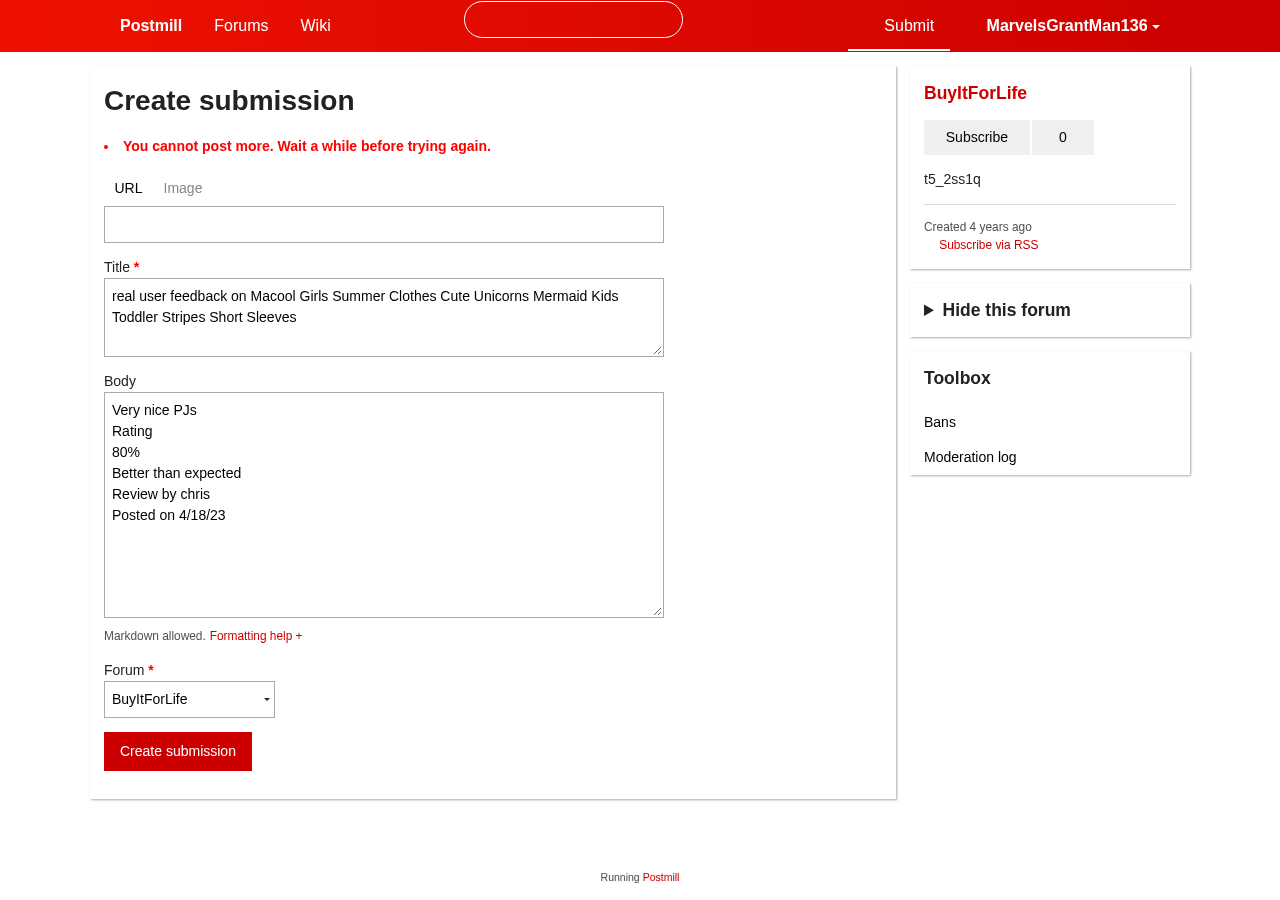 Postmill
Forums
Wiki
Submit
MarvelsGrantMan136
Create submission
You cannot post more. Wait a while before trying again.
URL
Image
Title *
real user feedback on Macool Girls Summer Clothes Cute Unicorns Mermaid Kids
Toddler Stripes Short Sleeves
Body
Very nice PJs
Rating
80%
Better than expected
Review by chris
Posted on 4/18/23
Markdown allowed. Formatting help +
Forum *
BuyItForLife
Create submission
BuyItForLife
Subscribe
0
t5_2ss1q
Created 4 years ago
Subscribe via RSS
Hide this forum
Toolbox
Bans
Moderation log
Running Postmill